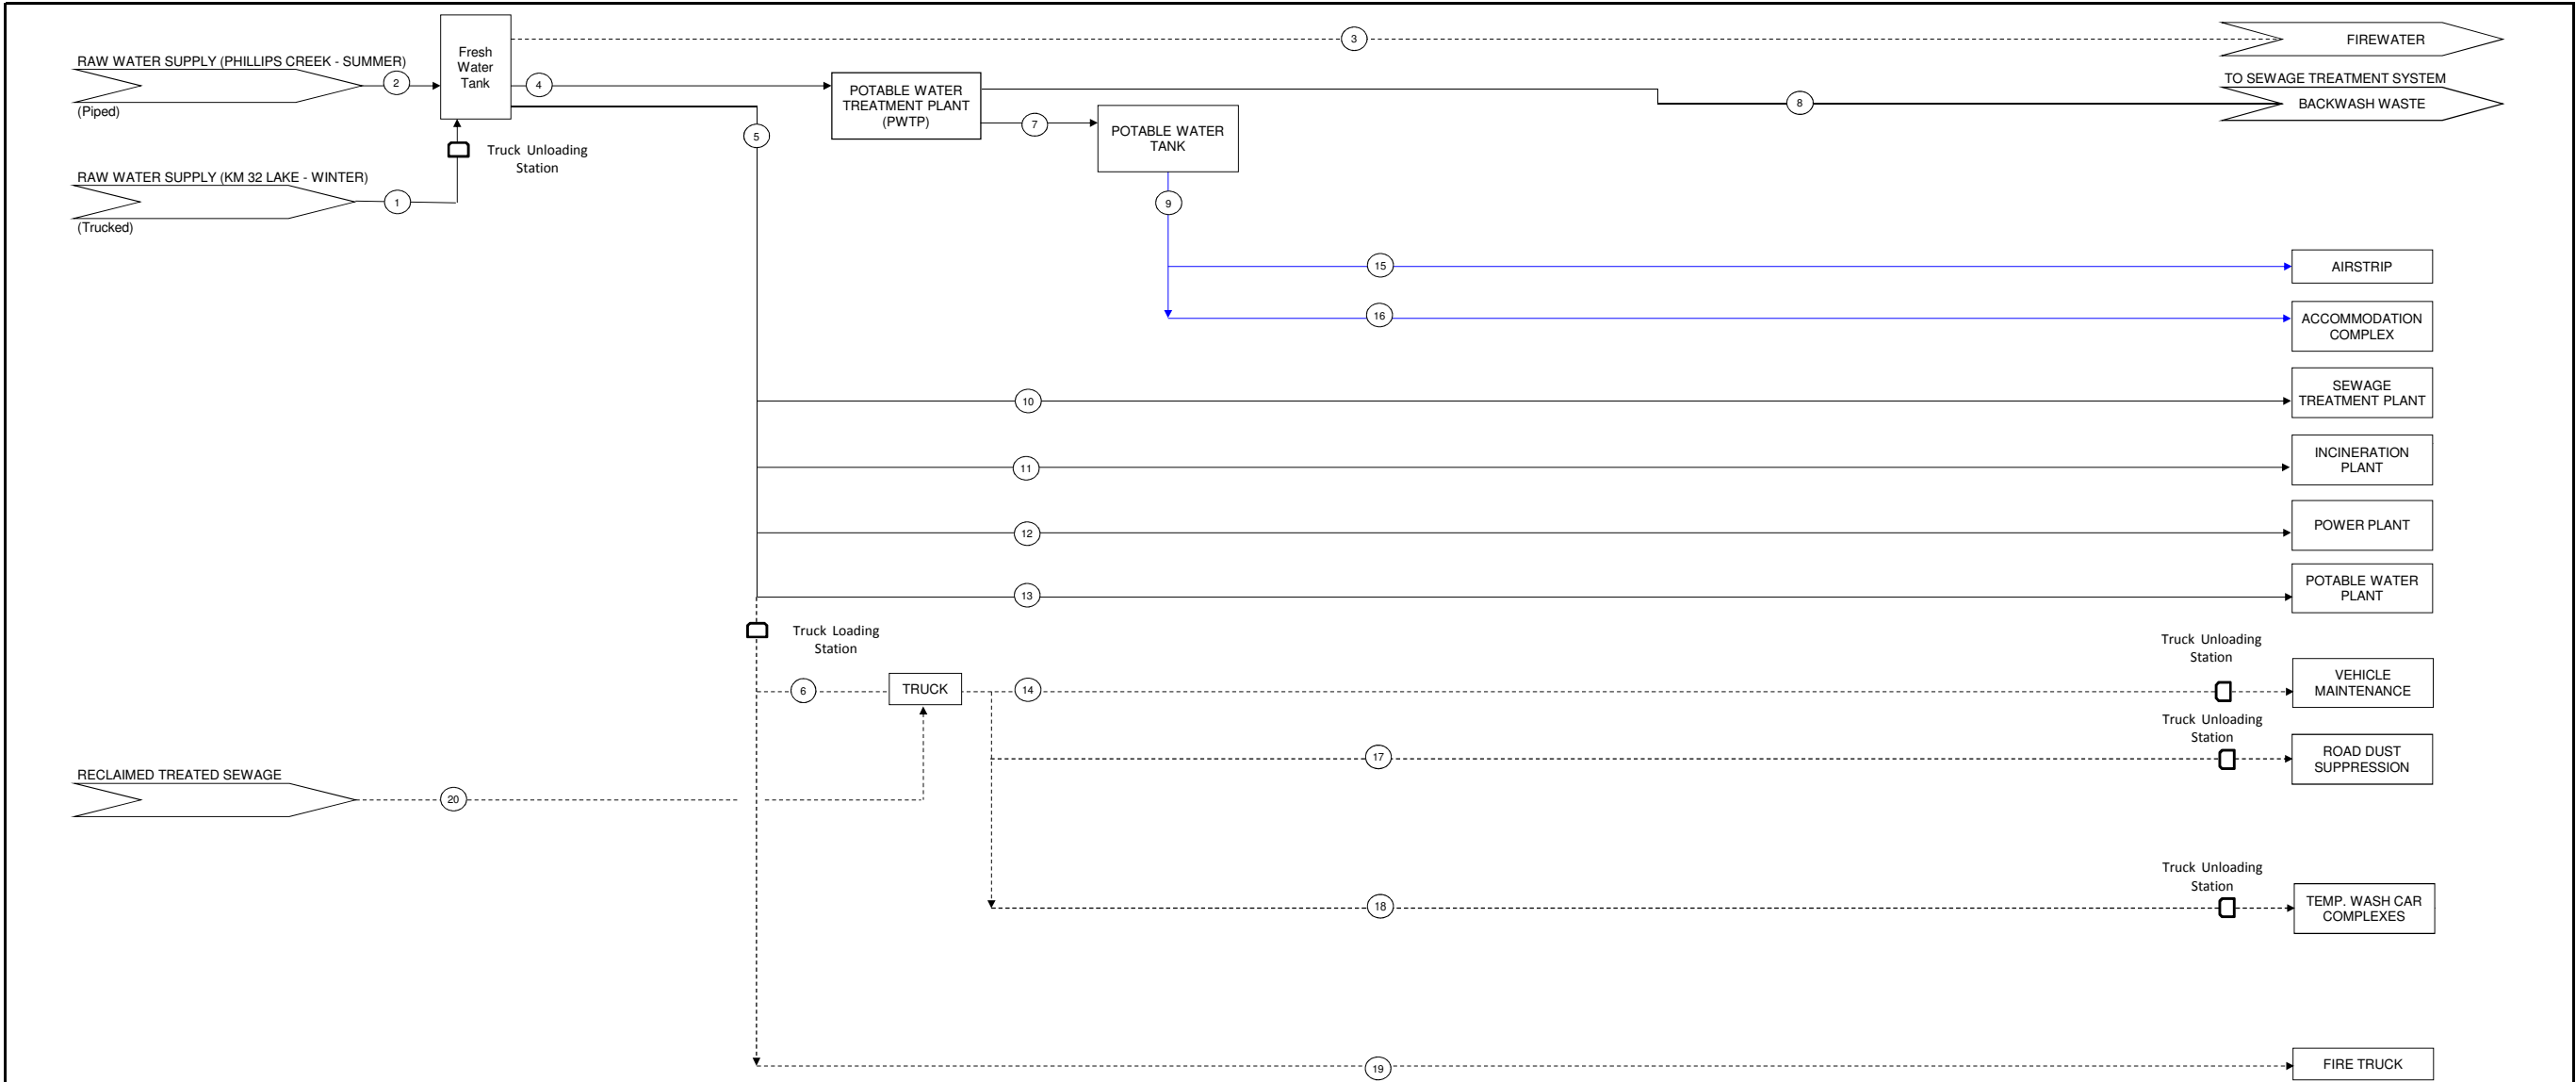 Fresh
Water
Tank
3
FIREWATER
RAW WATER SUPPLY (PHILLIPS CREEK - SUMMER)
2
(Piped)
4
POTABLE WATER
TREATMENT PLANT
(PWTP)
TO SEWAGE TREATMENT SYSTEM
8
BACKWASH WASTE
5
7
POTABLE WATER
TANK
Truck Unloading
Station
RAW WATER SUPPLY (KM 32 LAKE - WINTER)
1
(Trucked)
9
15
AIRSTRIP
16
ACCOMMODATION
COMPLEX
10
SEWAGE
TREATMENT PLANT
11
INCINERATION
PLANT
12
POWER PLANT
13
POTABLE WATER
PLANT
Truck Loading
Station
Truck Unloading
Station
6
TRUCK
14
VEHICLE
MAINTENANCE
Truck Unloading
Station
17
ROAD DUST
SUPPRESSION
RECLAIMED TREATED SEWAGE
20
Truck Unloading
Station
18
TEMP. WASH CAR
COMPLEXES
19
FIRE TRUCK